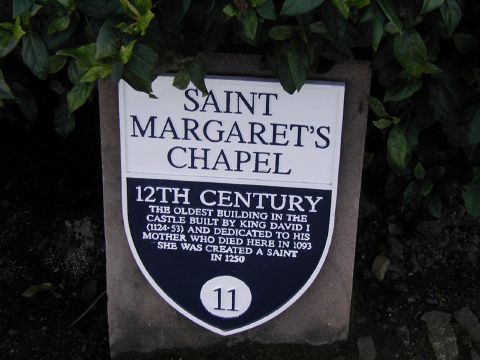 SAINT
MARGARET'S
CHAPEL
12TH CENTURY
THE OLDEST BUILDING IN THE
CASTLE BUILT BY KING DAVID I
(1124-53) AND DEDICATED TO HIS
MOTHER WHO DIED HERE IN 1093
SHE WAS CREATED A SAINT
IN 1250
11